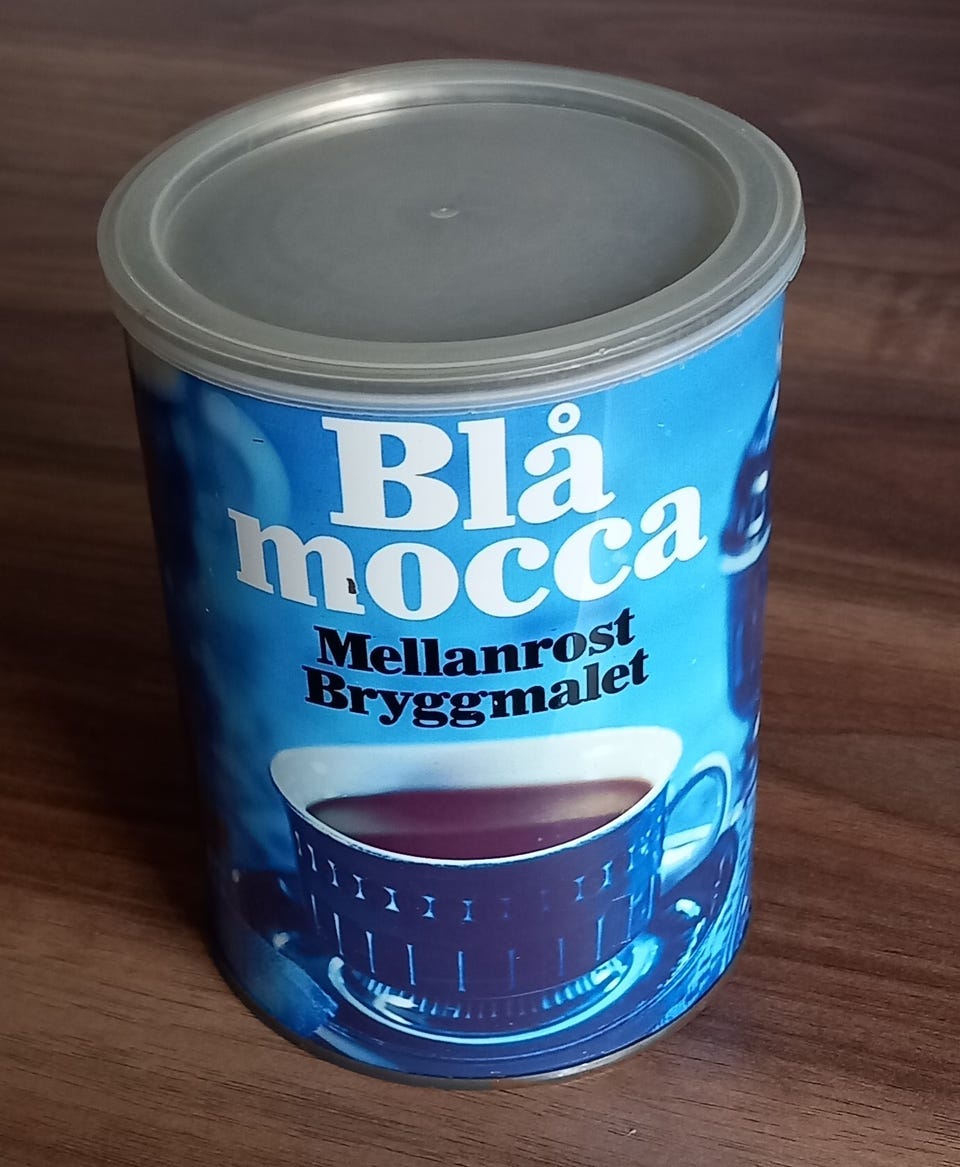 Blå
mocca
Mellanrost
Bryggmalet